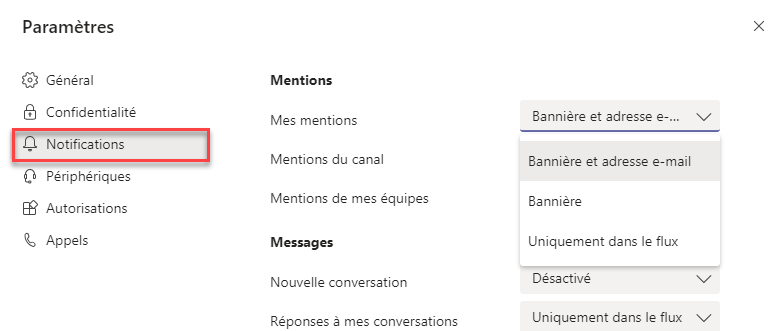 Paramètres
Général
Confidentialité
Notifications
Périphériques
Autorisations
Appels
Mentions
Mes mentions
Bannière et adresse e-...
Mentions du canal
Bannière et adresse e-mail
Mentions de mes équipes
Bannière
Uniquement dans le flux
Messages
Nouvelle conversation
Désactivé
Réponses à mes conversations
Uniquement dans le flux